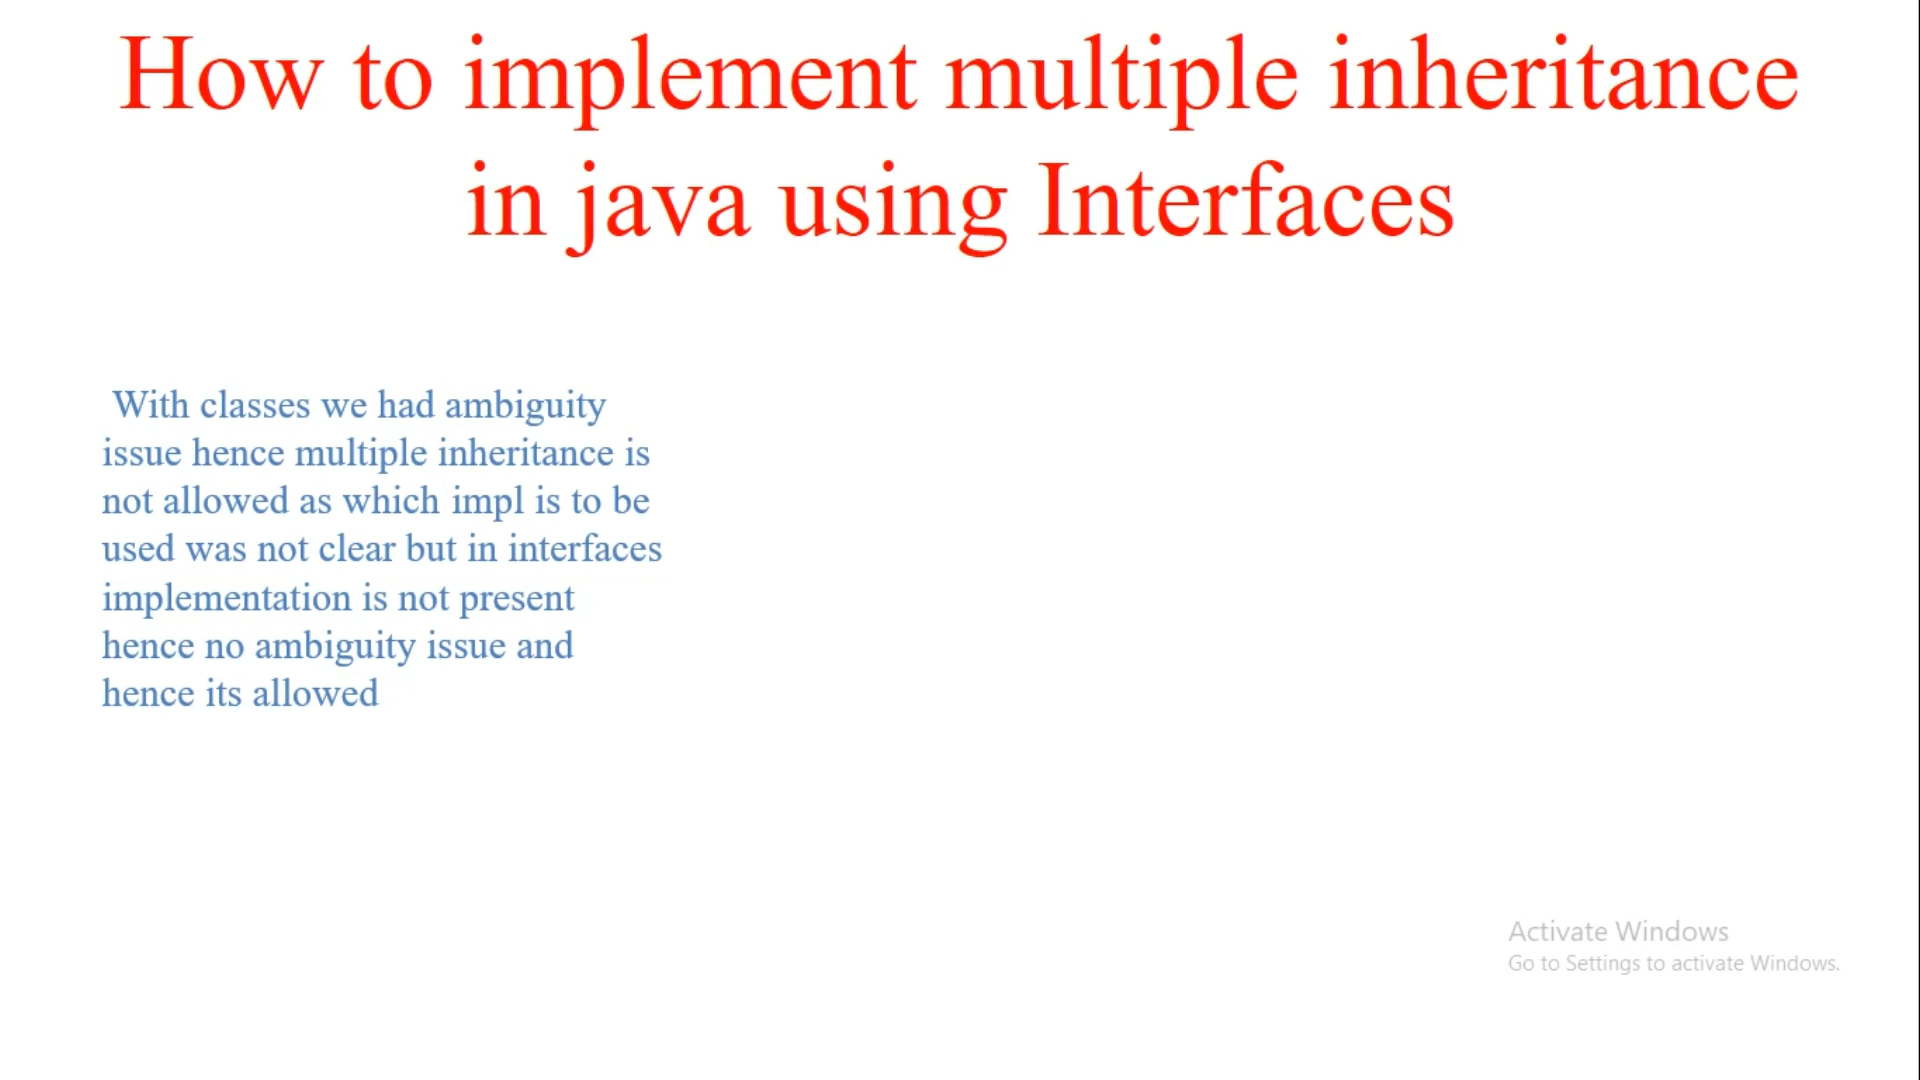 How to implement multiple inheritance
in java using Interfaces
With classes we had ambiguity
issue hence multiple inheritance is
not allowed as which impl is to be
used was not clear but in interfaces
implementation is not present
hence no ambiguity issue and
hence its allowed
Activate Windows
Go to Settings to activate Windows.